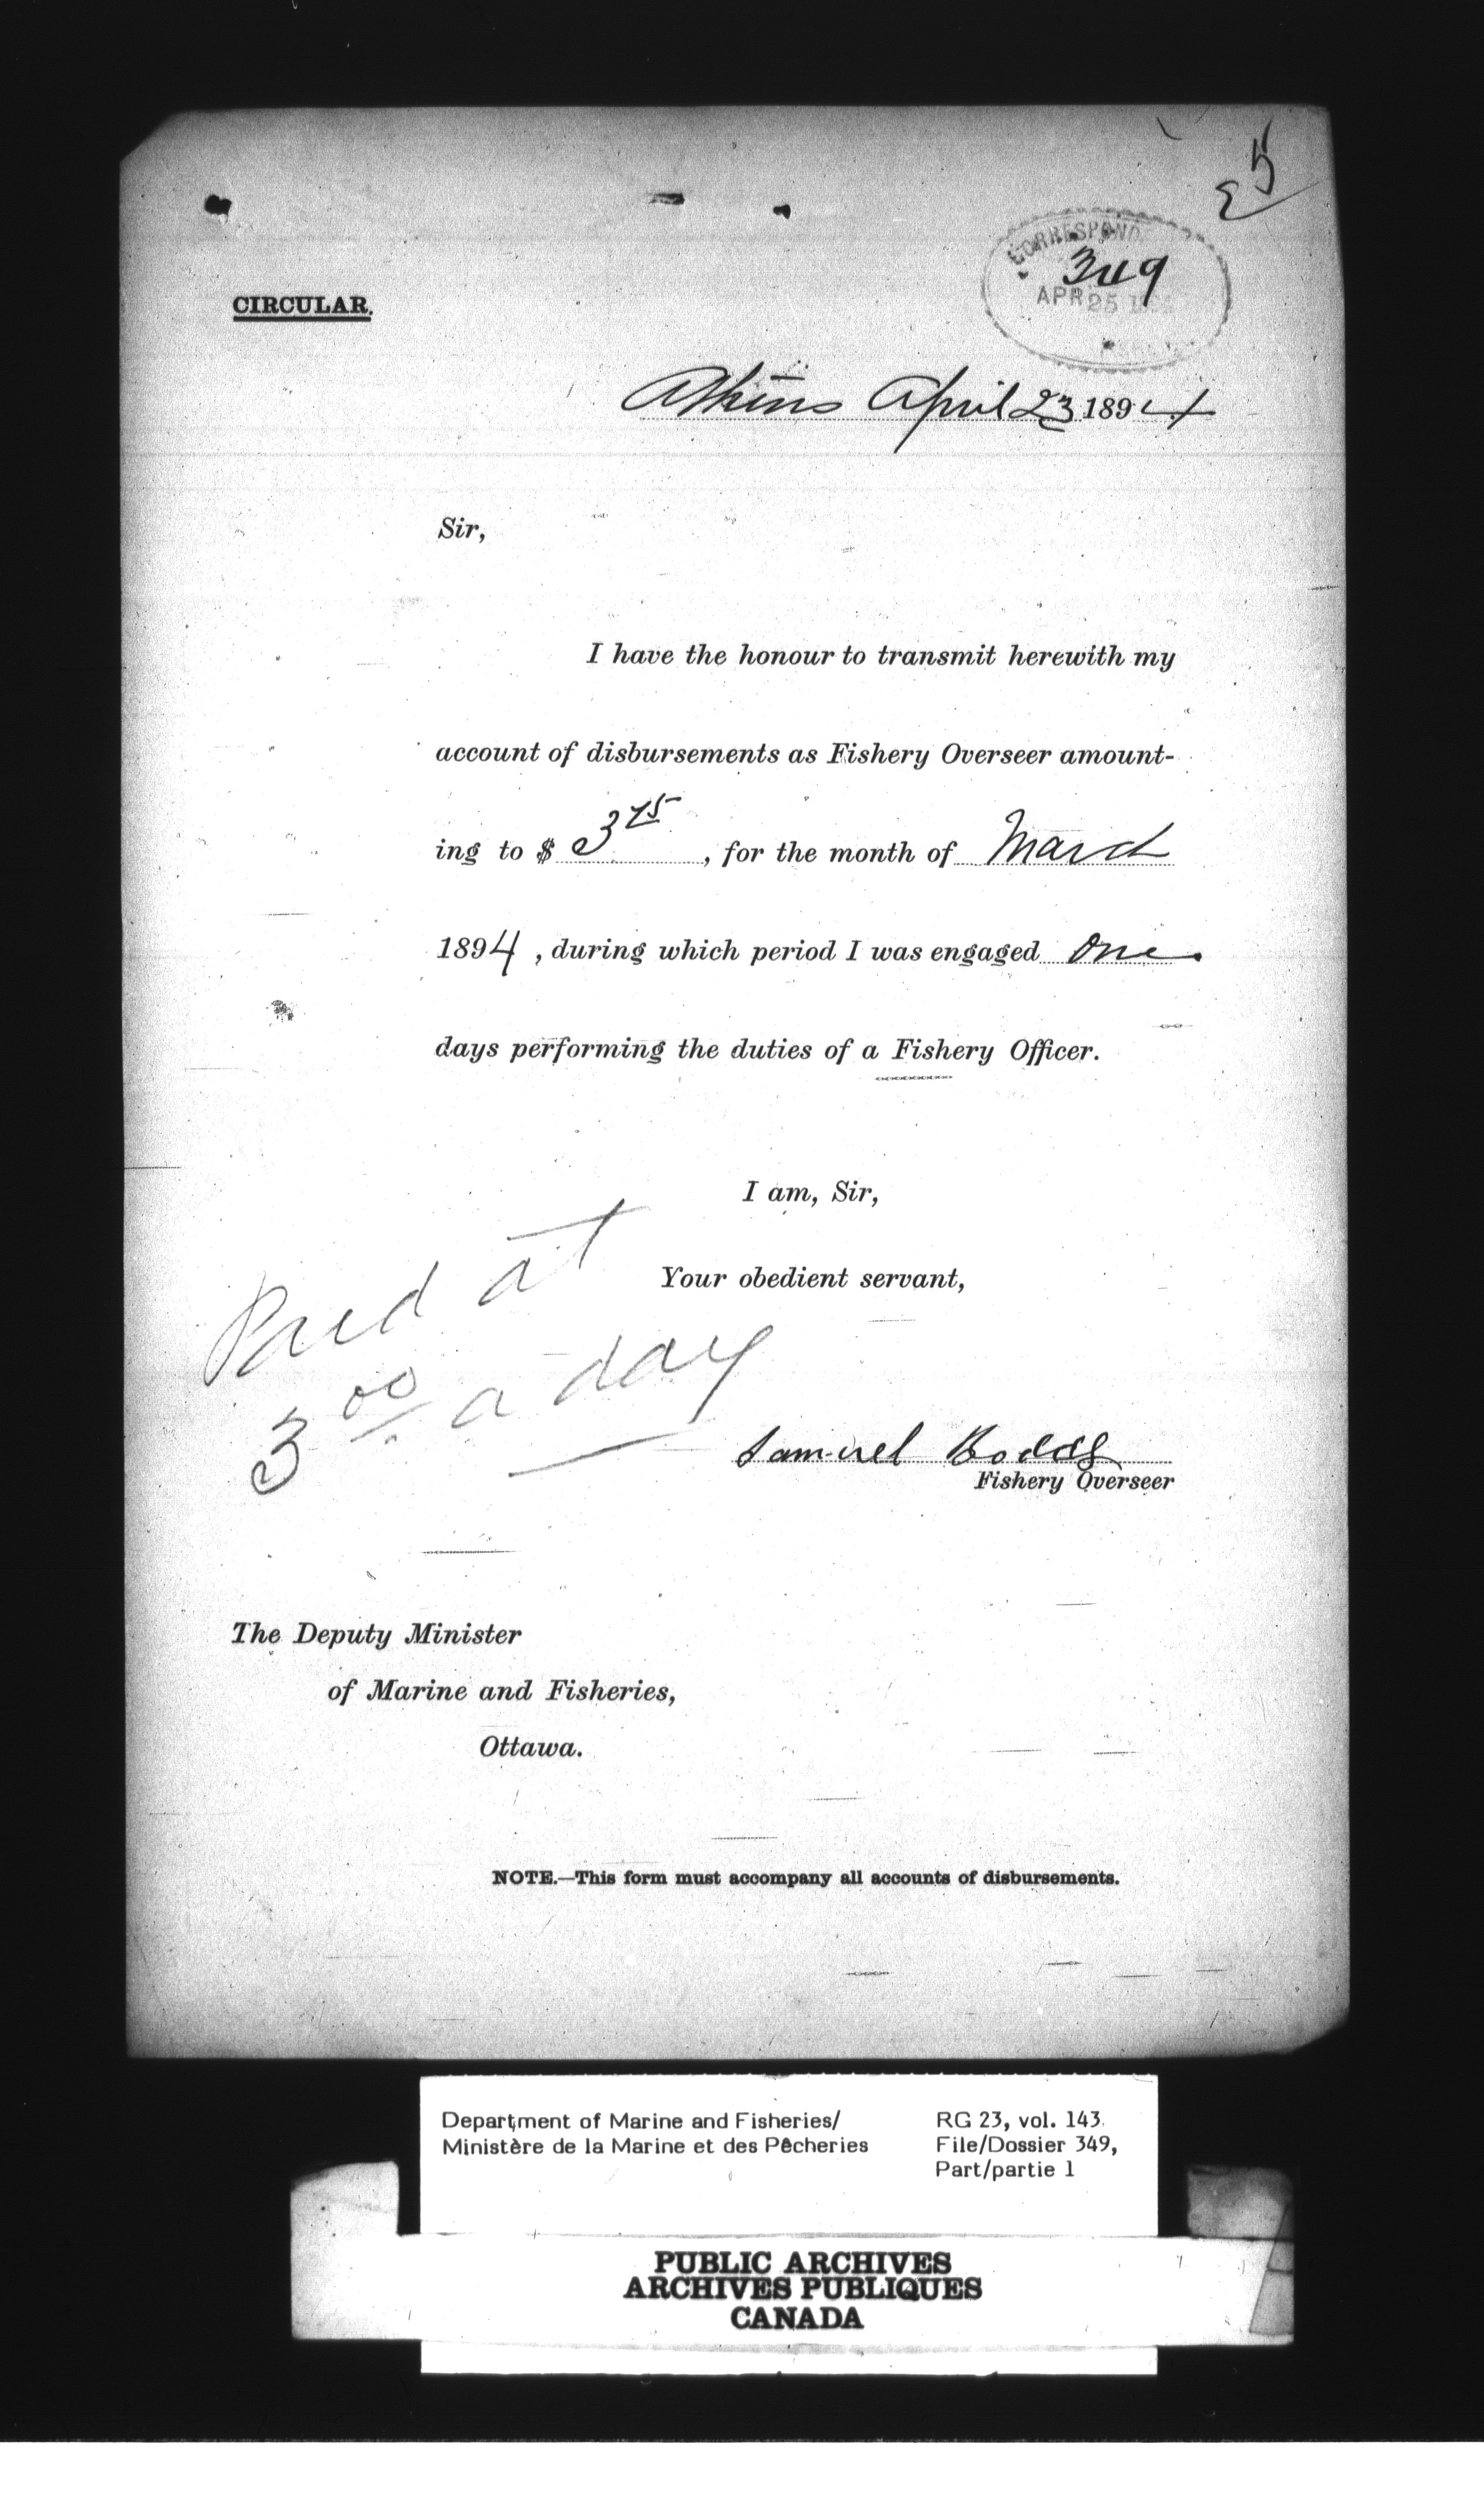 5
CORRESPOND
349
APR 25
CIRCULAR.
April 23 1894
Sir,
I have the honour to transmit herewith my
account of disbursements as Fishery Overseer amount-
ing to $ 3 75, for the month of March
1894, during which period I was engaged One
days performing the duties of a Fishery Officer.
I am, Sir,
Your obedient servant,
Paid at
3 00 a day
Samuel Boddy
Fishery Overseer
The Deputy Minister
of Marine and Fisheries,
Ottawa.
NOTE.—This form must accompany all accounts of disbursements.
Department of Marine and Fisheries/
Ministère de la Marine et des Pêcheries
RG 23, vol. 143
File/Dossier 349,
Part/partie 1
PUBLIC ARCHIVES
ARCHIVES PUBLIQUES
CANADA